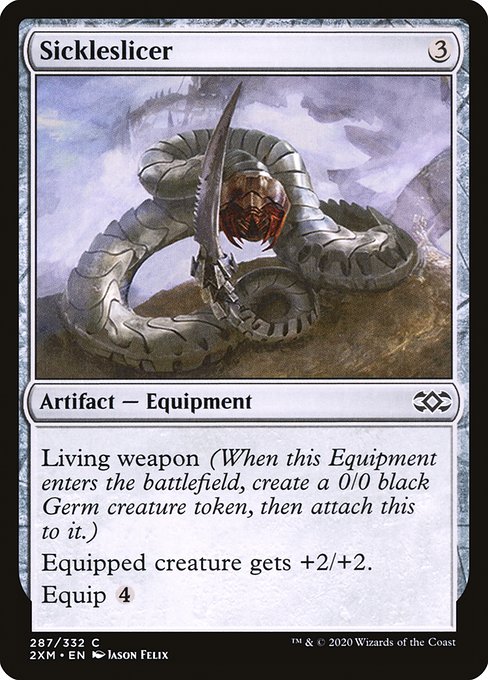 Sickleslicer 3
Artifact — Equipment
Living weapon (When this Equipment
enters the battlefield, create a 0/0 black
Germ creature token, then attach this
to it.)
Equipped creature gets +2/+2.
Equip 4
287/332 C
2XM • EN Jason Felix
™ & © 2020 Wizards of the Coast